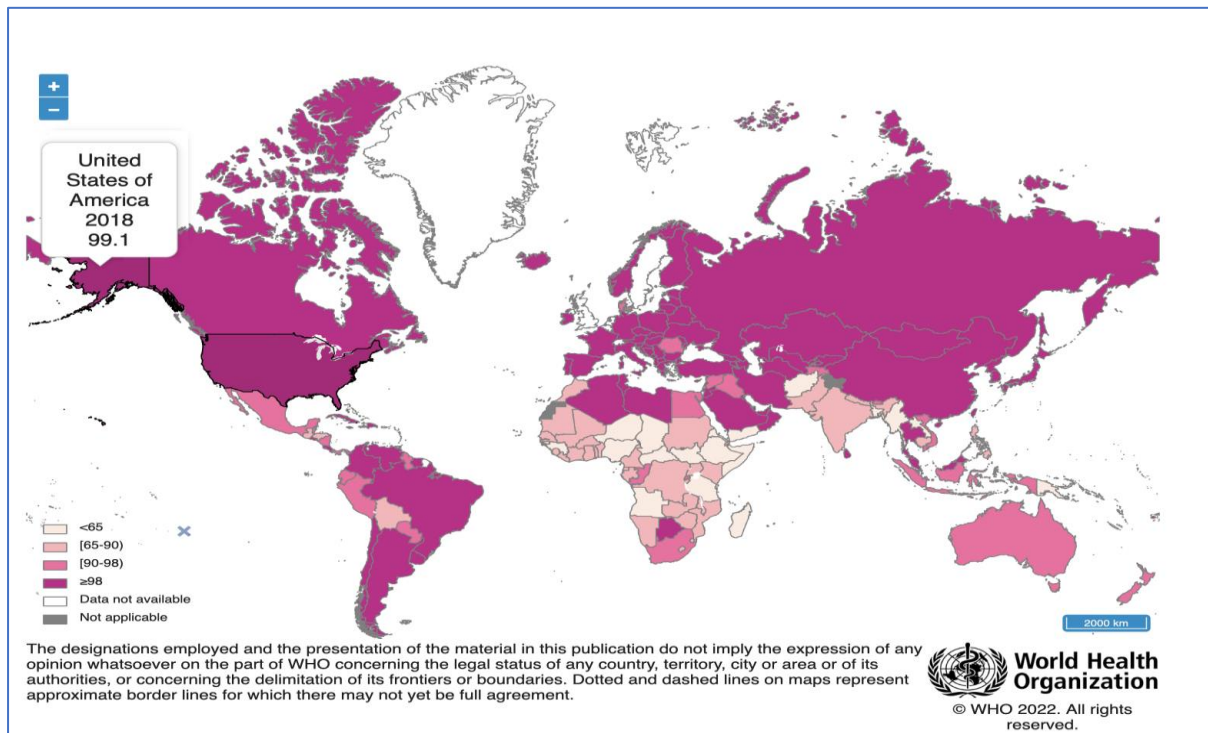 +
−
United
States of
America
2018
99.1
<65
[65-90)
[90-98)
≥98
Data not available
Not applicable
2000 km
The designations employed and the presentation of the material in this publication do not imply the expression of any
opinion whatsoever on the part of WHO concerning the legal status of any country, territory, city or area or of its
authorities, or concerning the delimitation of its frontiers or boundaries. Dotted and dashed lines on maps represent
approximate border lines for which there may not yet be full agreement.
World Health
Organization
© WHO 2022. All rights
reserved.